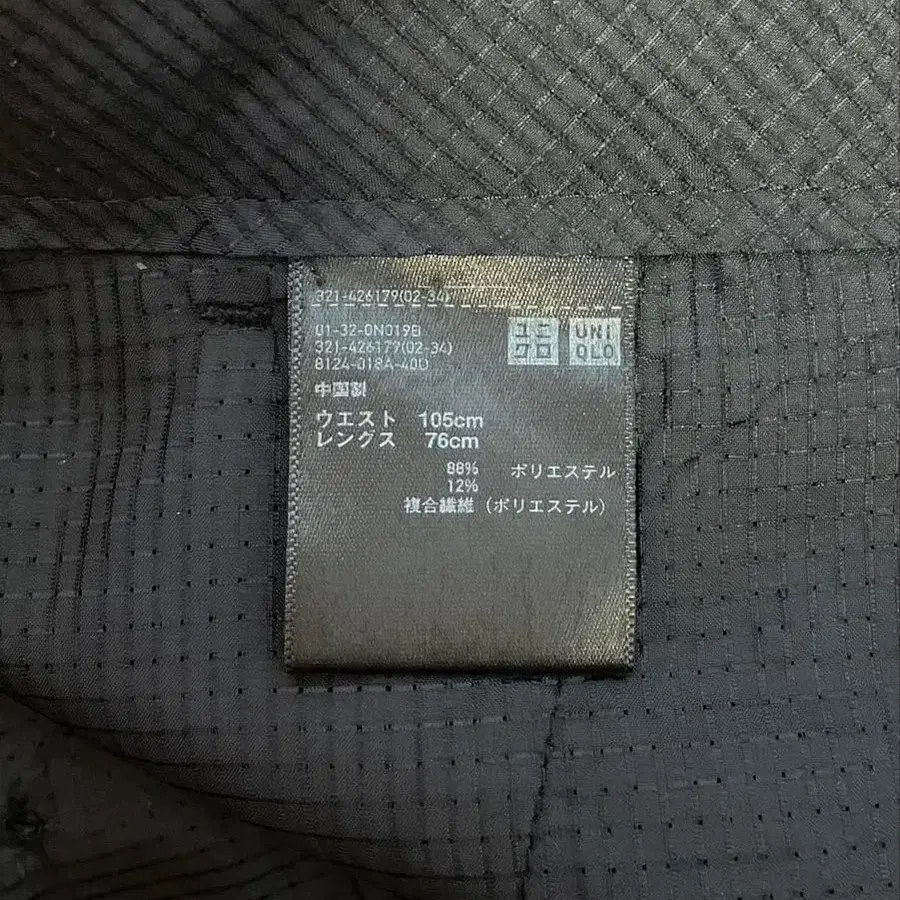 321-426179(02-34)
01-32-0N019B
321-426177(02-34)
8124-018A-40D
ユニ
クロ
UNI
QLO
中国製
ウエスト 105cm
レングス 76cm
88% ポリエステル
12%
複合繊維(ポリエステル)